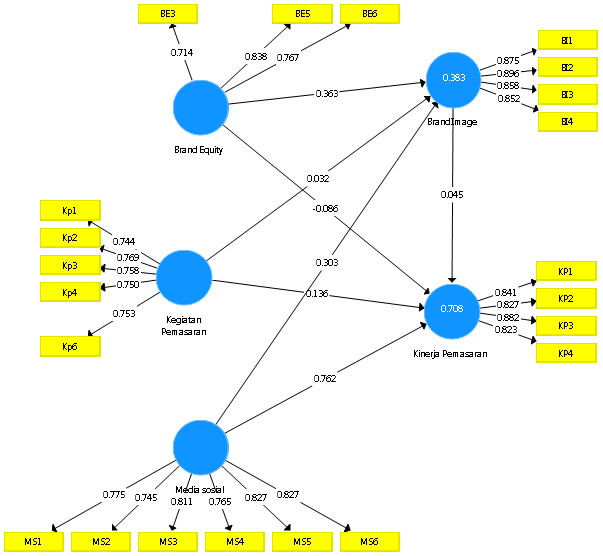 BE3
BE5
BE6
0.714
0.838
0.767
BI1
BI2
BI3
BI4
0.875
0.896
0.858
0.852
0.383
Brand Image
Brand Equity
0.363
0.032
-0.086
0.045
0.303
0.136
0.762
Kp1
Kp2
Kp3
Kp4
Kp6
0.744
0.769
0.758
0.750
0.753
Kegiatan
Pemasaran
KP1
KP2
KP3
KP4
0.841
0.827
0.882
0.823
0.708
Kinerja Pemasaran
Media sosial
0.775
0.745
0.811
0.765
0.827
0.827
MS1
MS2
MS3
MS4
MS5
MS6